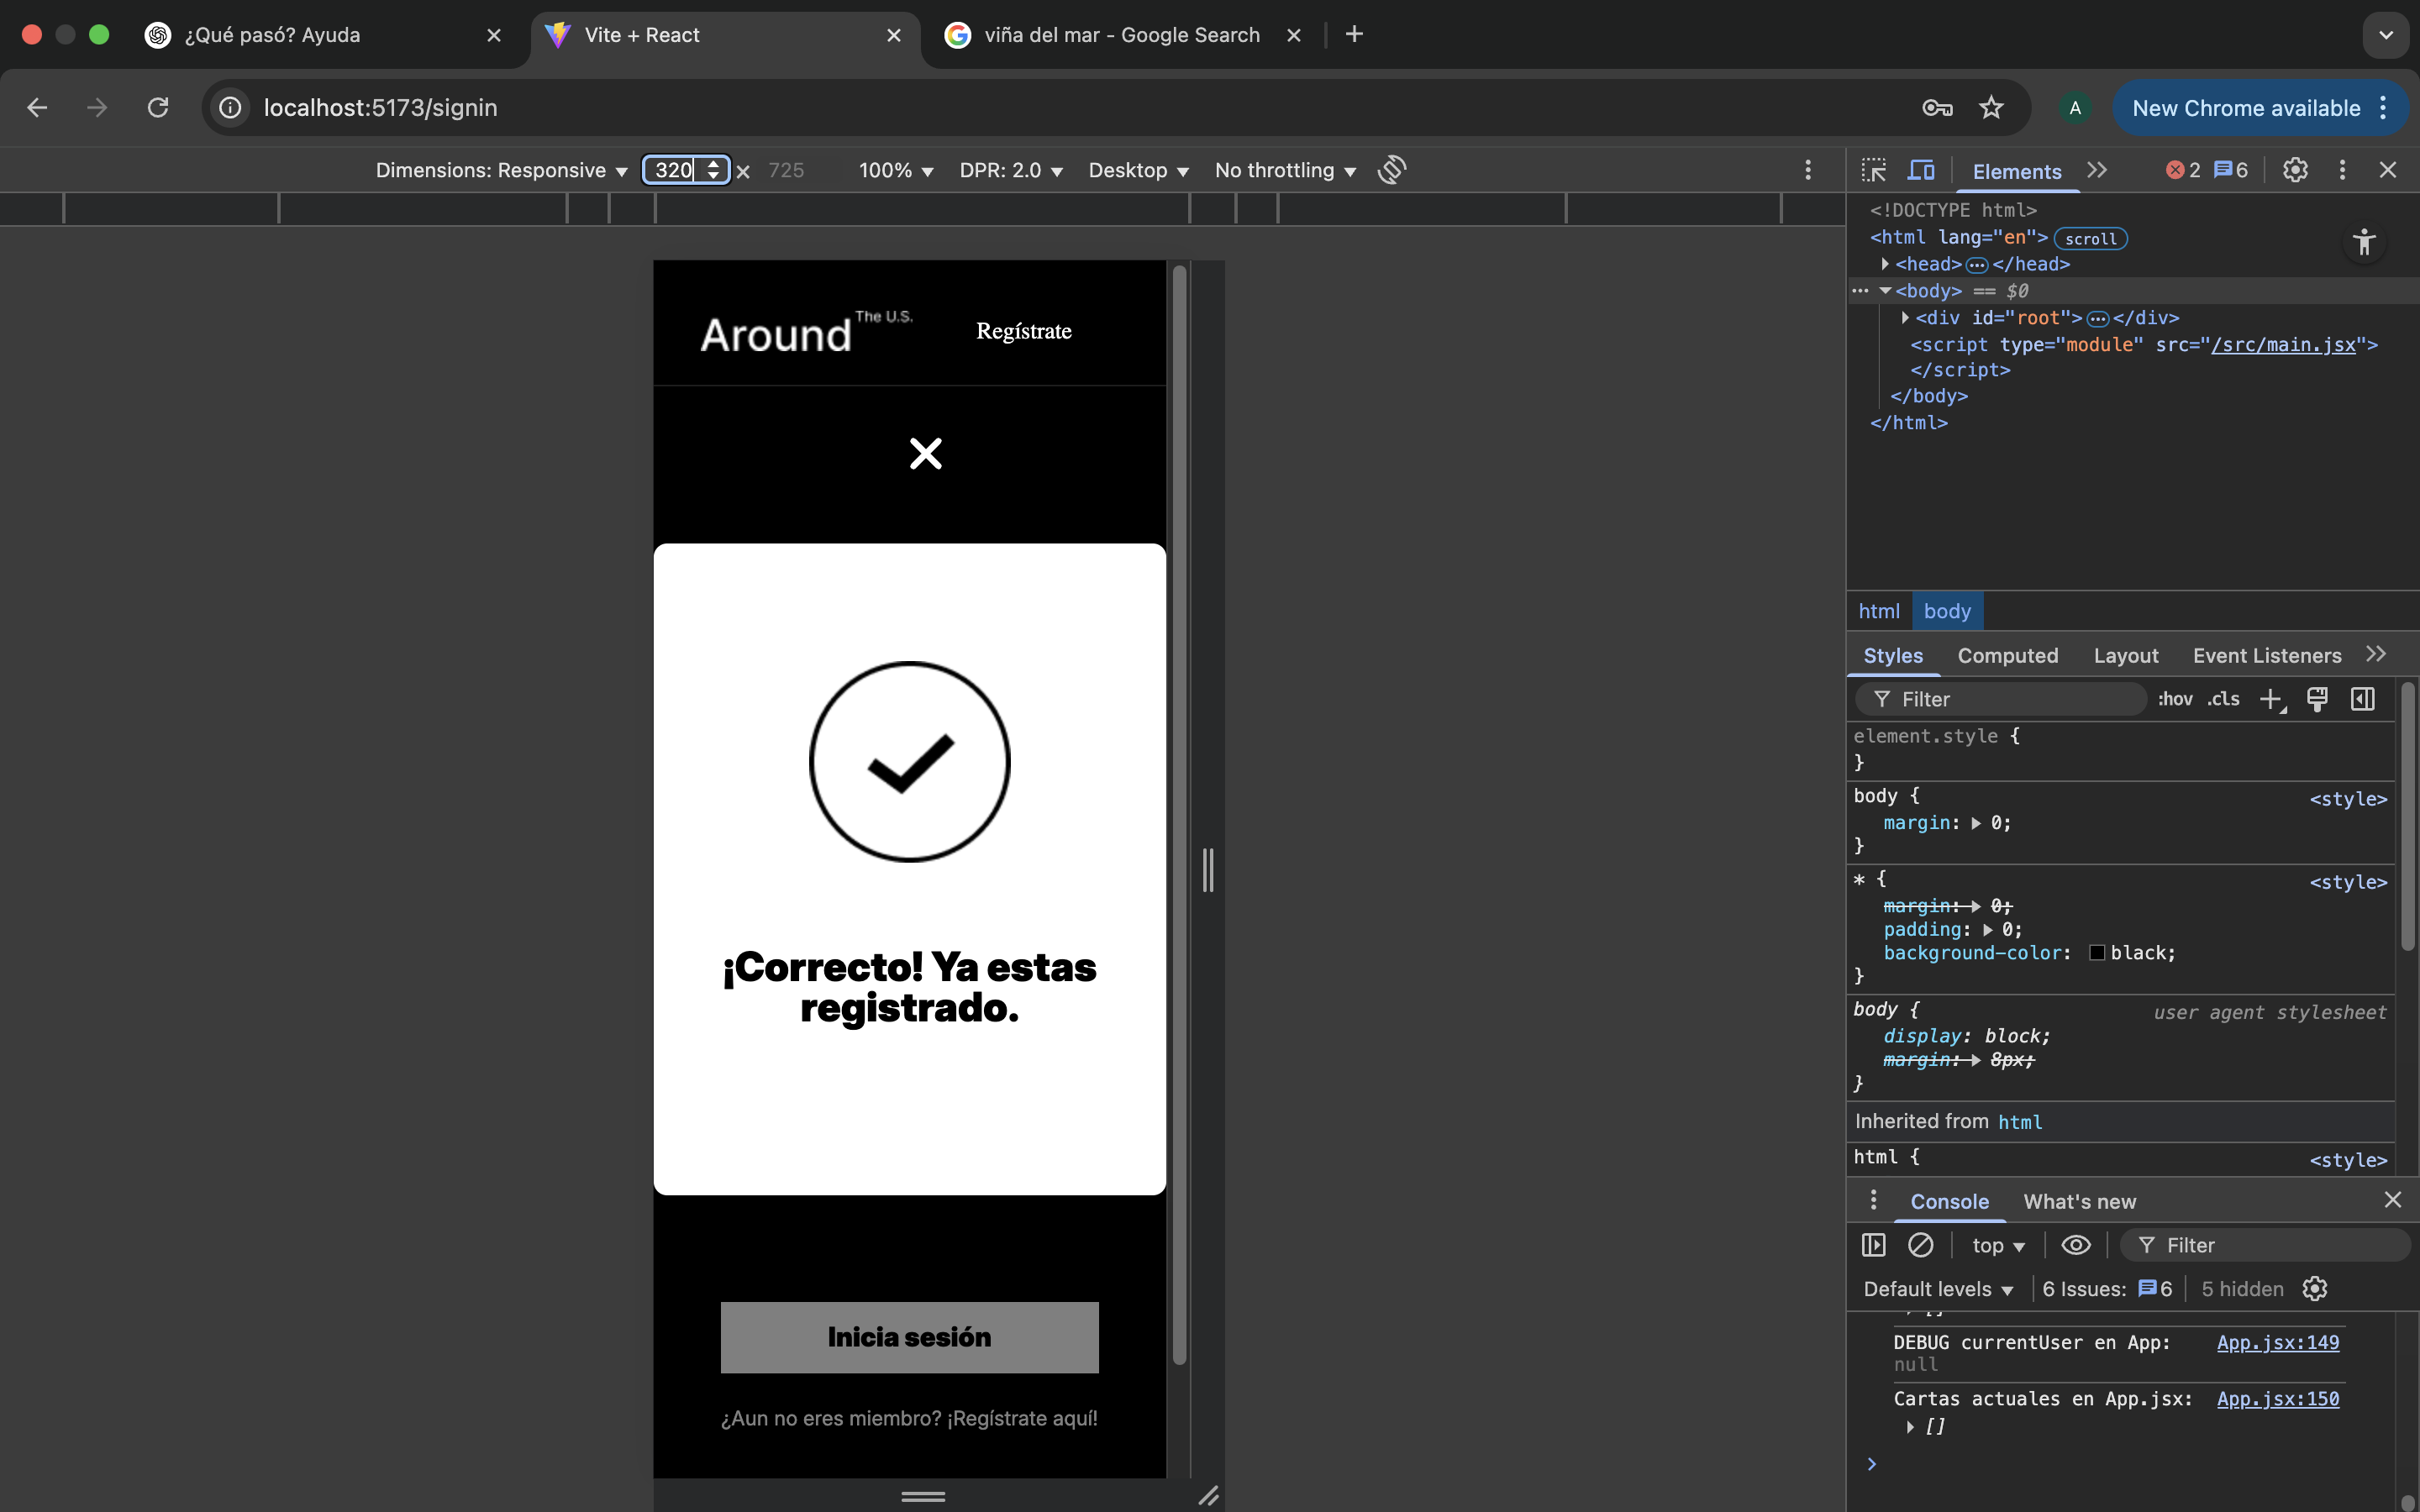 ¿Qué pasó? Ayuda
Vite + React
viña del mar - Google Search
localhost:5173/signin
A
New Chrome available
Dimensions: Responsive
320
725
100%
DPR: 2.0
Desktop
No throttling
Elements
2
6
<!DOCTYPE html>
<html lang="en"> scroll
<head> ... </head>
... <body> == $0
<div id="root"> ... </div>
<script type="module" src="/src/main.jsx">
</script>
</body>
</html>
html body
Styles Computed Layout Event Listeners
Filter :hov .cls
element.style {
}
body { <style>
margin: 0;
}
* { <style>
margin: 0;
padding: 0;
background-color: black;
}
body { user agent stylesheet
display: block;
margin: 8px;
}
Inherited from html
html { <style>
Console What's new
top Filter
Default levels 6 Issues: 6 5 hidden
[]
DEBUG currentUser en App: App.jsx:149
null
Cartas actuales en App.jsx: App.jsx:150
[]
Around The U.S.
Regístrate
¡Correcto! Ya estas
registrado.
Inicia sesión
¿Aun no eres miembro? ¡Regístrate aquí!